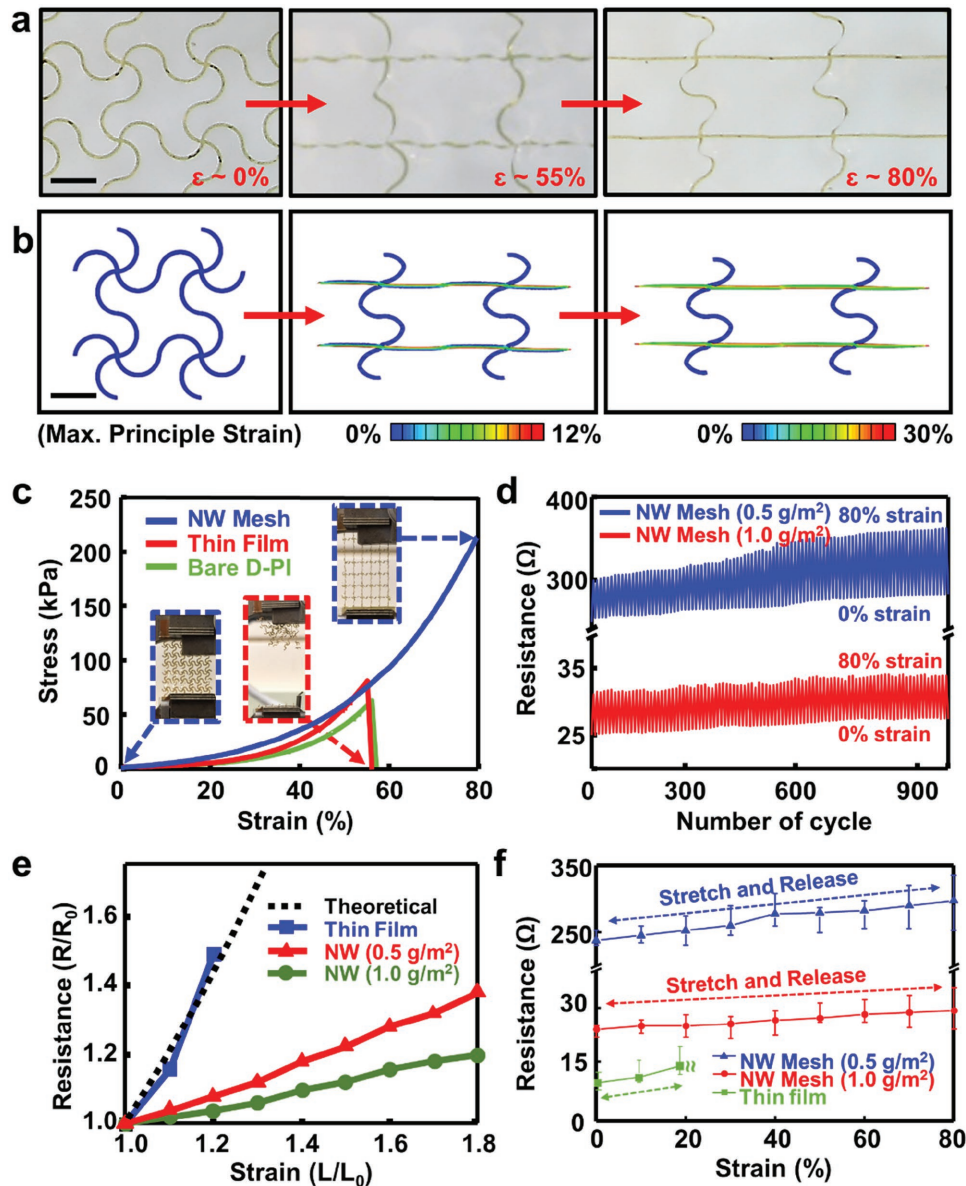 a
ε ~ 0%
ε ~ 55%
ε ~ 80%
b
(Max. Principle Strain)
0%
12%
0%
30%
c
250
200
150
100
50
0
Stress (kPa)
NW Mesh
Thin Film
Bare D-PI
0
20
40
60
80
Strain (%)
d
400
300
35
25
Resistance (Ω)
NW Mesh (0.5 g/m²)
NW Mesh (1.0 g/m²)
80% strain
0% strain
80% strain
0% strain
0
300
600
900
Number of cycle
e
1.6
1.4
1.2
1.0
Resistance (R/R₀)
Theoretical
Thin Film
NW (0.5 g/m²)
NW (1.0 g/m²)
1.0
1.2
1.4
1.6
1.8
Strain (L/L₀)
f
350
250
30
15
0
Resistance (Ω)
Stretch and Release
Stretch and Release
NW Mesh (0.5 g/m²)
NW Mesh (1.0 g/m²)
Thin film
0
20
40
60
80
Strain (%)